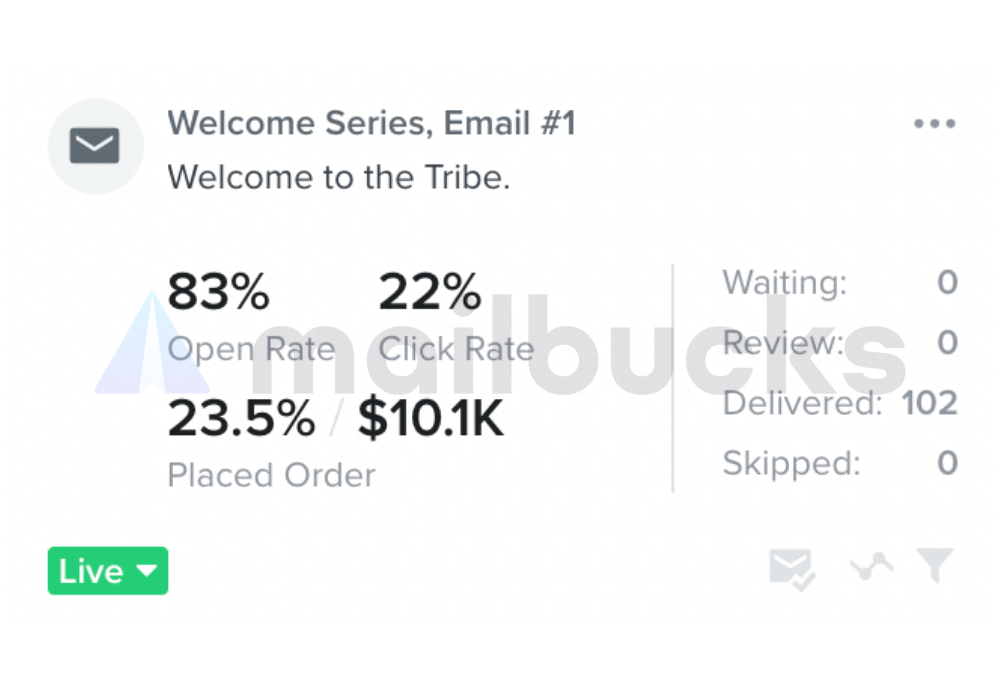 Welcome Series, Email #1
Welcome to the Tribe.
83% 22%
Open Rate Click Rate
23.5% / $10.1K
Placed Order
Waiting: 0
Review: 0
Delivered: 102
Skipped: 0
mailbucks
Live